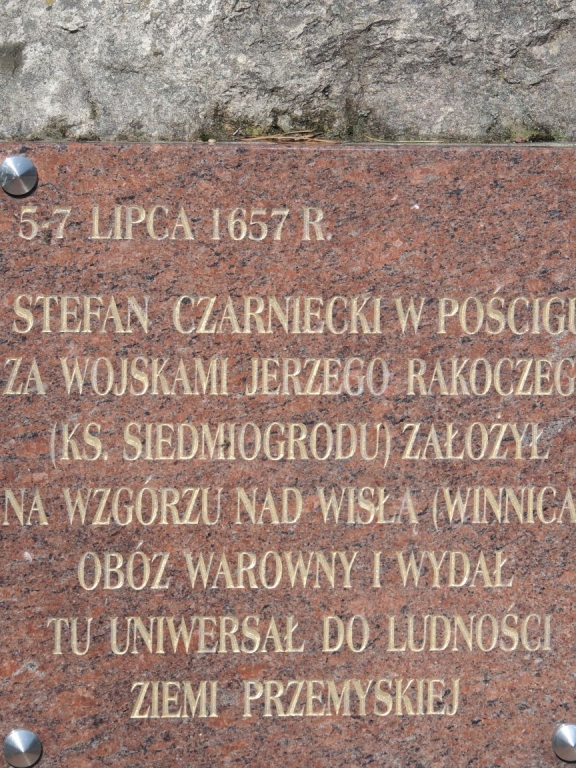 5-7 LIPCA 1657 R.
STEFAN CZARNIECKI W POŚCIGU
ZA WOJSKAMI JERZEGO RAKOCZEG
(KS. SIEDMIOGRODU) ZAŁOŻYŁ
NA WZGÓRZU NAD WISŁĄ (WINNICA
OBÓZ WAROWNY I WYDAŁ
TU UNIWERSAŁ DO LUDNOŚCI
ZIEMI PRZEMYSKIEJ